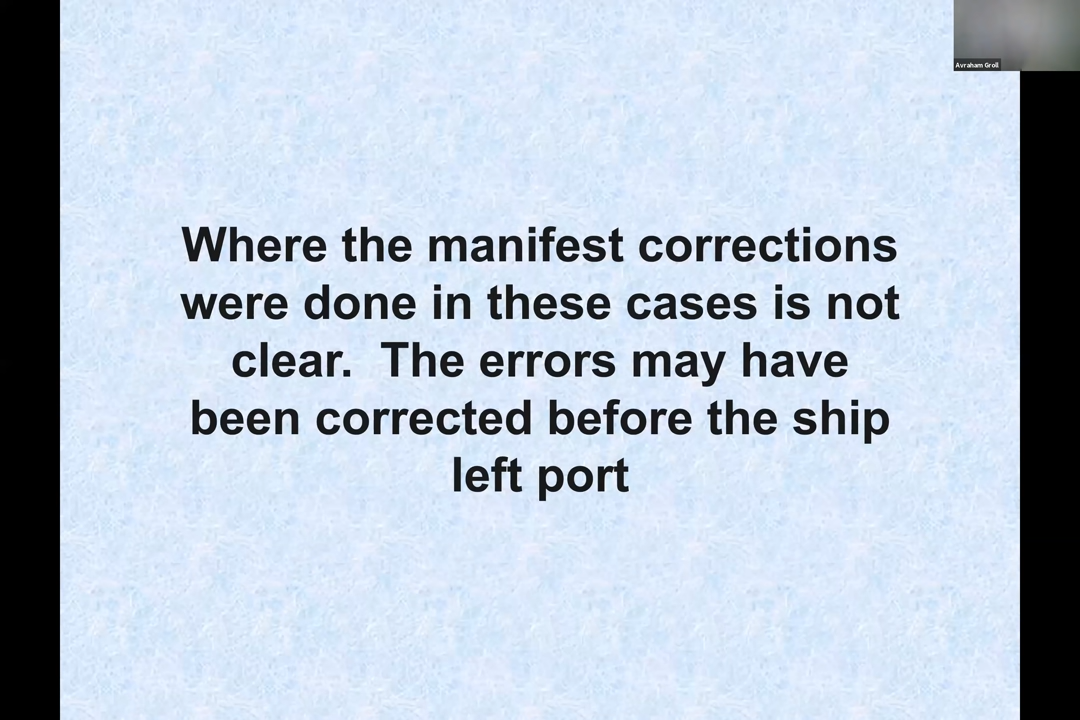 Avraham Groll
Where the manifest corrections
were done in these cases is not
clear.  The errors may have
been corrected before the ship
left port